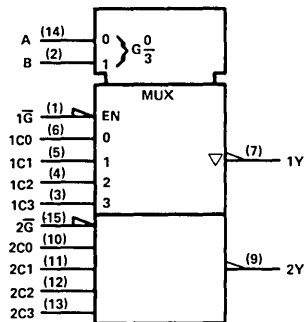 A (14) 0 G 0/3
B (2) 1
MUX
1G̅ (1) EN
1C0 (6) 0
1C1 (5) 1 (7) 1Y
1C2 (4) 2
1C3 (3) 3
2G̅ (15)
2C0 (10)
2C1 (11) (9) 2Y
2C2 (12)
2C3 (13)